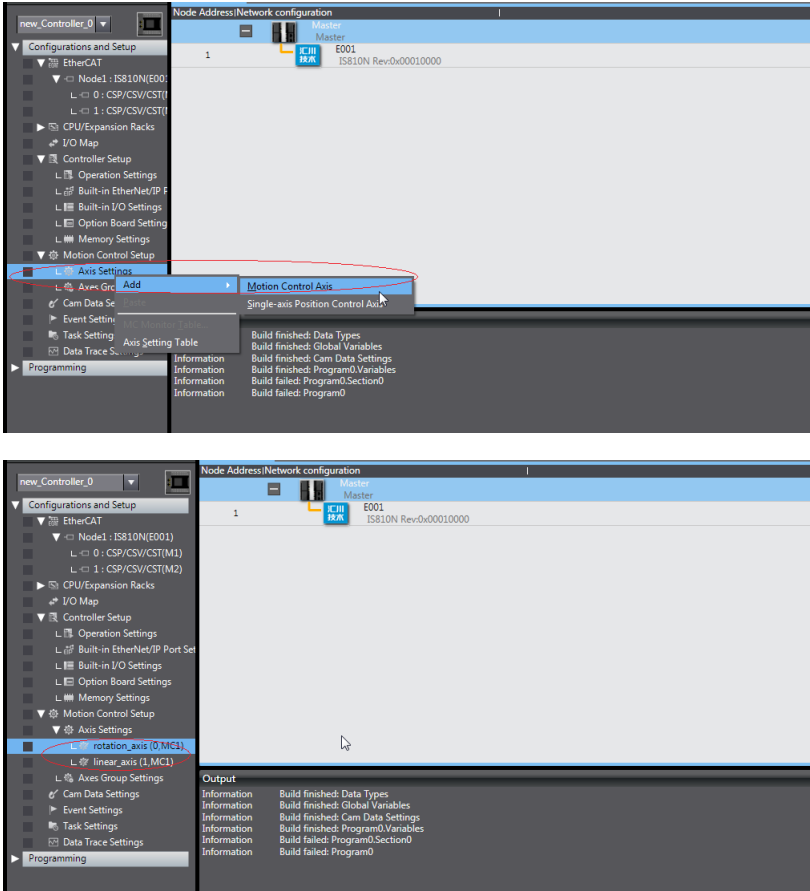 Node Address|Network configuration
new_Controller_0
Master
Master
Configurations and Setup
E001
1
汇川技术
IS810N Rev:0x00010000
EtherCAT
Node1 : IS810N(E001
0 : CSP/CSV/CST(
1 : CSP/CSV/CST(
CPU/Expansion Racks
I/O Map
Controller Setup
Operation Settings
Built-in EtherNet/IP P
Built-in I/O Settings
Option Board Setting
Memory Settings
Motion Control Setup
Axis Settings
Axes Gro
Add
Motion Control Axis
Cam Data Se
Paste
Single-axis Position Control Axis
Event Setting
MC Monitor Table...
Task Setting
Axis Setting Table
Data Trace Se
Programming
Build finished: Data Types
Build finished: Global Variables
Information Build finished: Cam Data Settings
Information Build finished: Program0.Variables
Information Build failed: Program0.Section0
Information Build failed: Program0
Node Address|Network configuration
new_Controller_0
Master
Master
Configurations and Setup
E001
1
汇川技术
IS810N Rev:0x00010000
EtherCAT
Node1 : IS810N(E001)
0 : CSP/CSV/CST(M1)
1 : CSP/CSV/CST(M2)
CPU/Expansion Racks
I/O Map
Controller Setup
Operation Settings
Built-in EtherNet/IP Port Set
Built-in I/O Settings
Option Board Settings
Memory Settings
Motion Control Setup
Axis Settings
rotation_axis (0,MC1)
linear_axis (1,MC1)
Axes Group Settings
Cam Data Settings
Event Settings
Task Settings
Data Trace Settings
Programming
Output
Information Build finished: Data Types
Information Build finished: Global Variables
Information Build finished: Cam Data Settings
Information Build finished: Program0.Variables
Information Build failed: Program0.Section0
Information Build failed: Program0